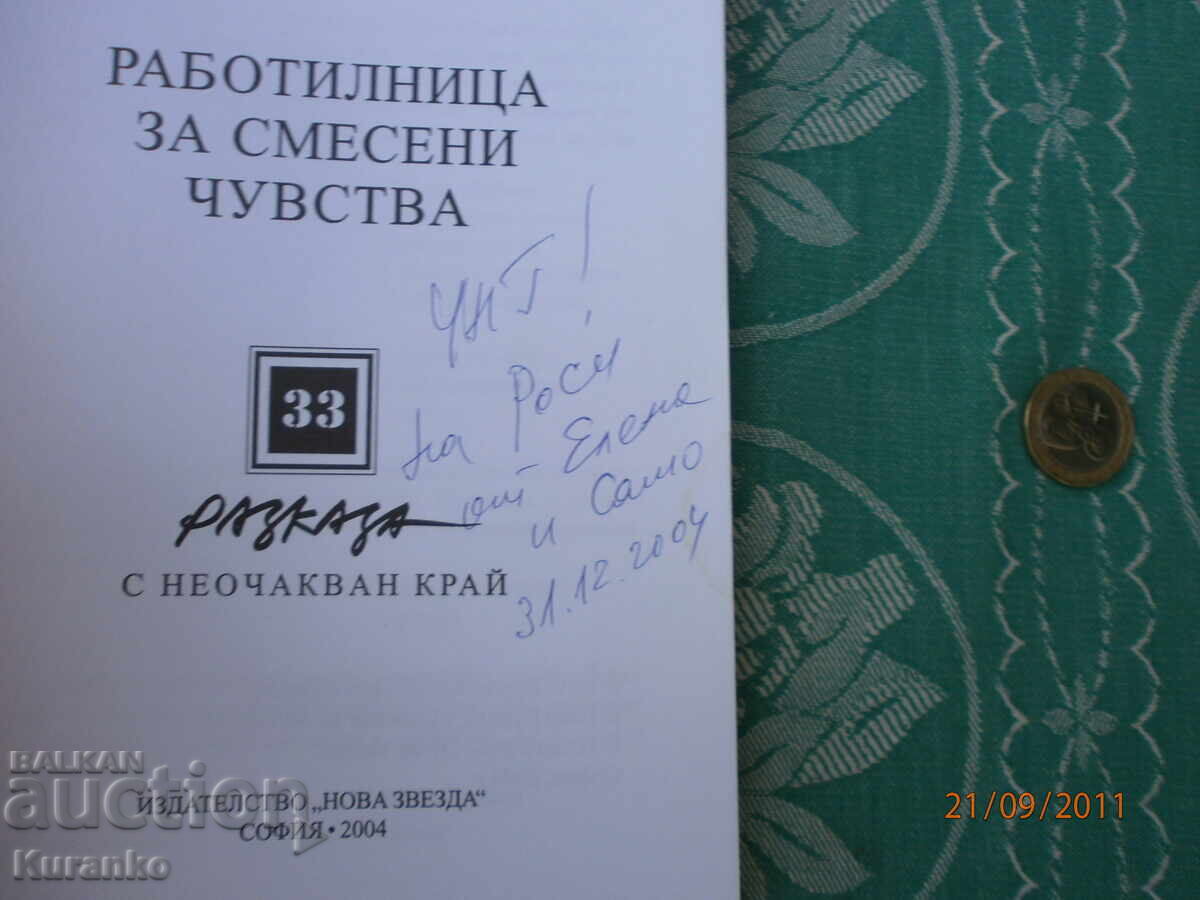 РАБОТИЛНИЦА
ЗА СМЕСЕНИ
ЧУВСТВА
ЧНГ!
на Роси
от Елена
и Само
31.12.2004
33
разказа
С НЕОЧАКВАН КРАЙ
ИЗДАТЕЛСТВО „НОВА ЗВЕЗДА“
СОФИЯ • 2004
BALKAN
auction
Kuranko
21/09/2011